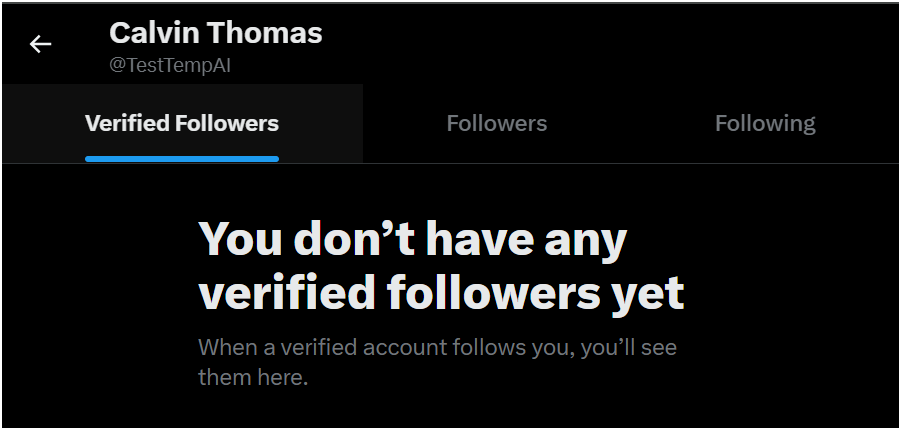 Calvin Thomas
@TestTempAI
Verified Followers
Followers
Following
You don’t have any
verified followers yet
When a verified account follows you, you’ll see
them here.